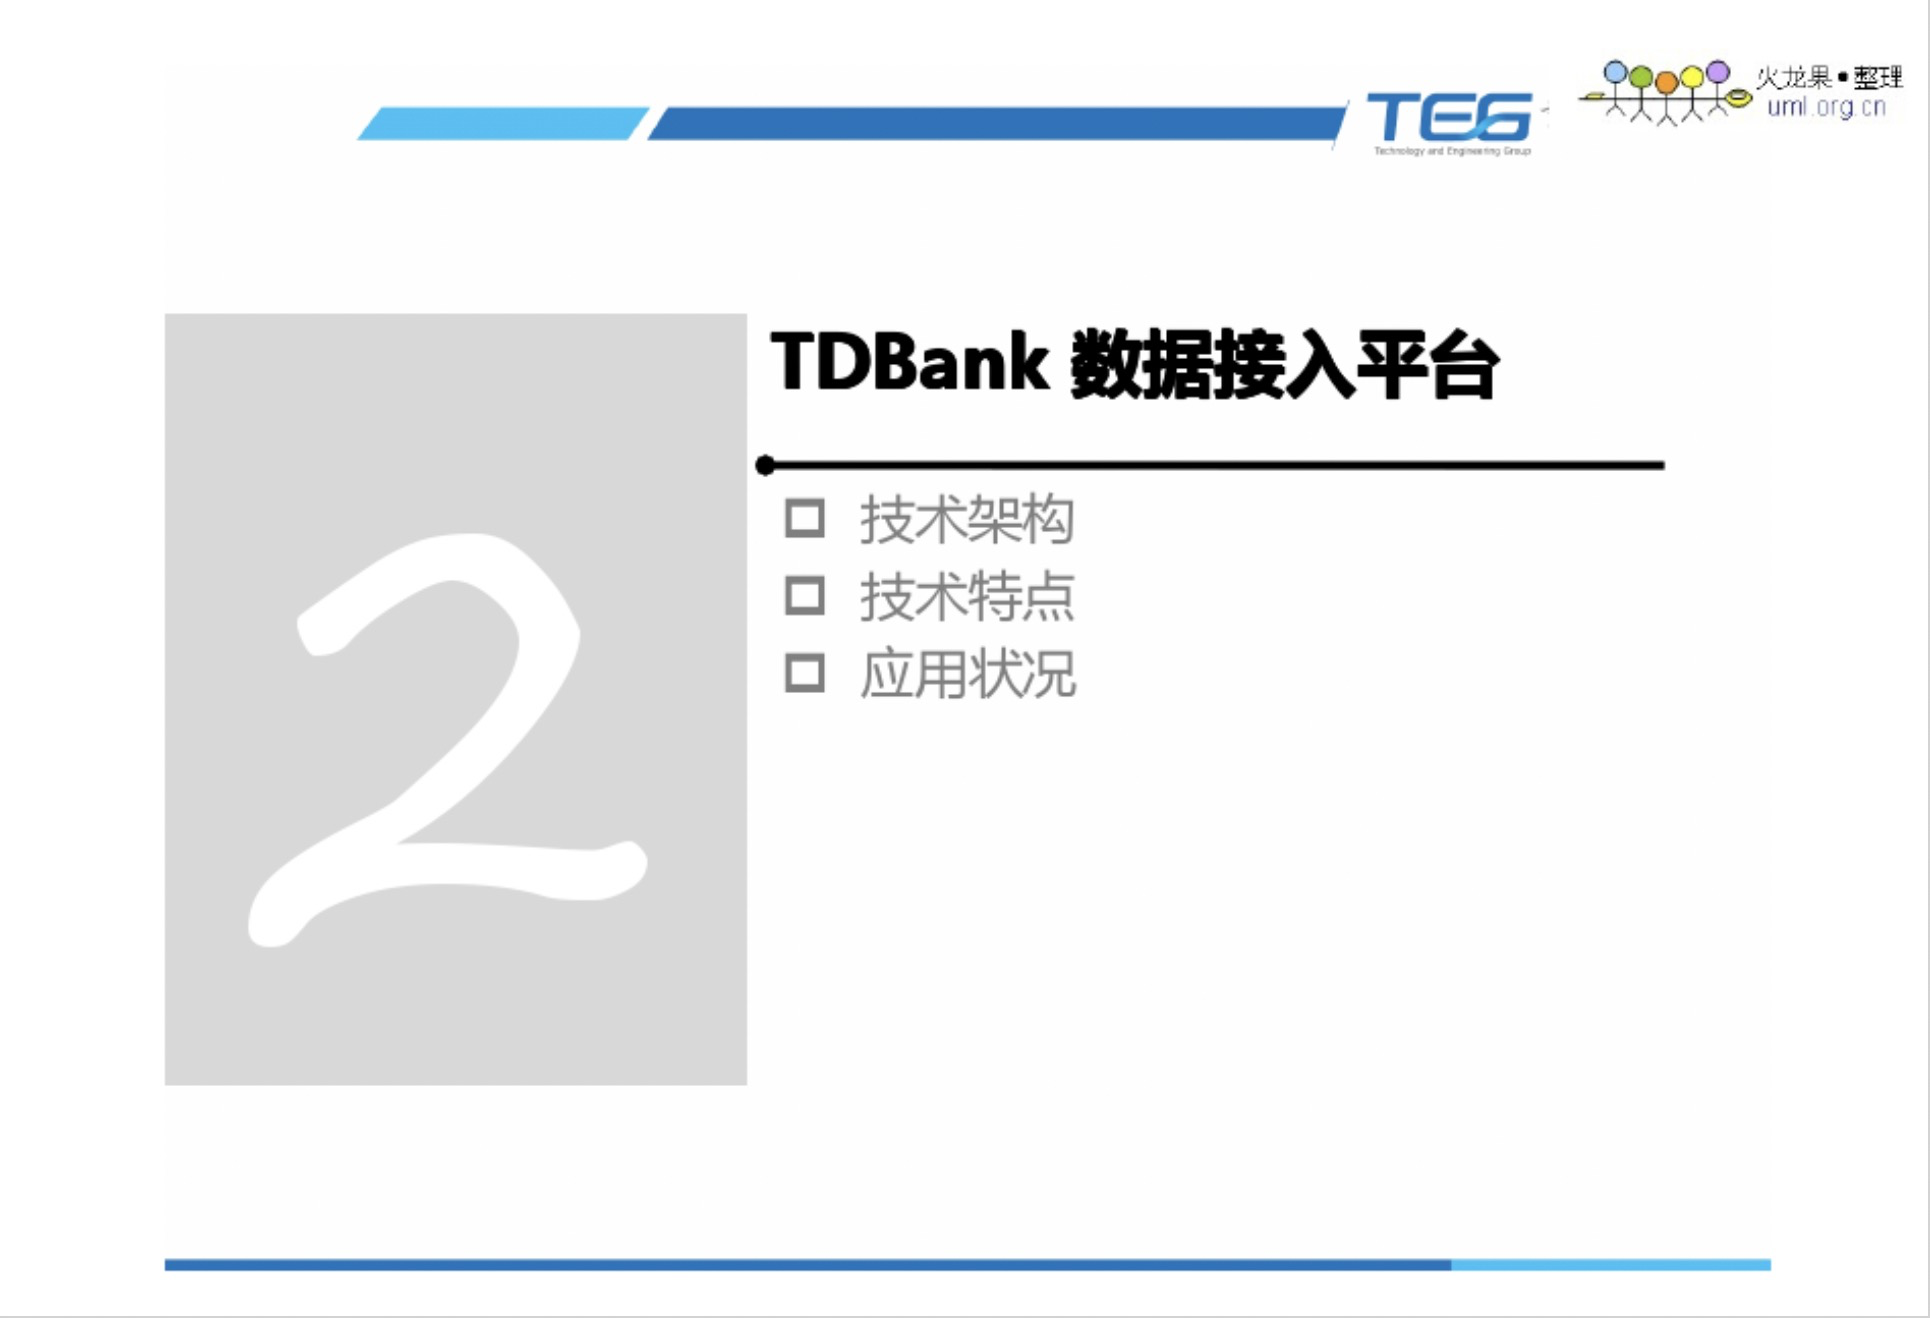 TEG
Technology and Engineering Group
火龙果•整理
uml.org.cn
TDBank 数据接入平台
2
技术架构
技术特点
应用状况